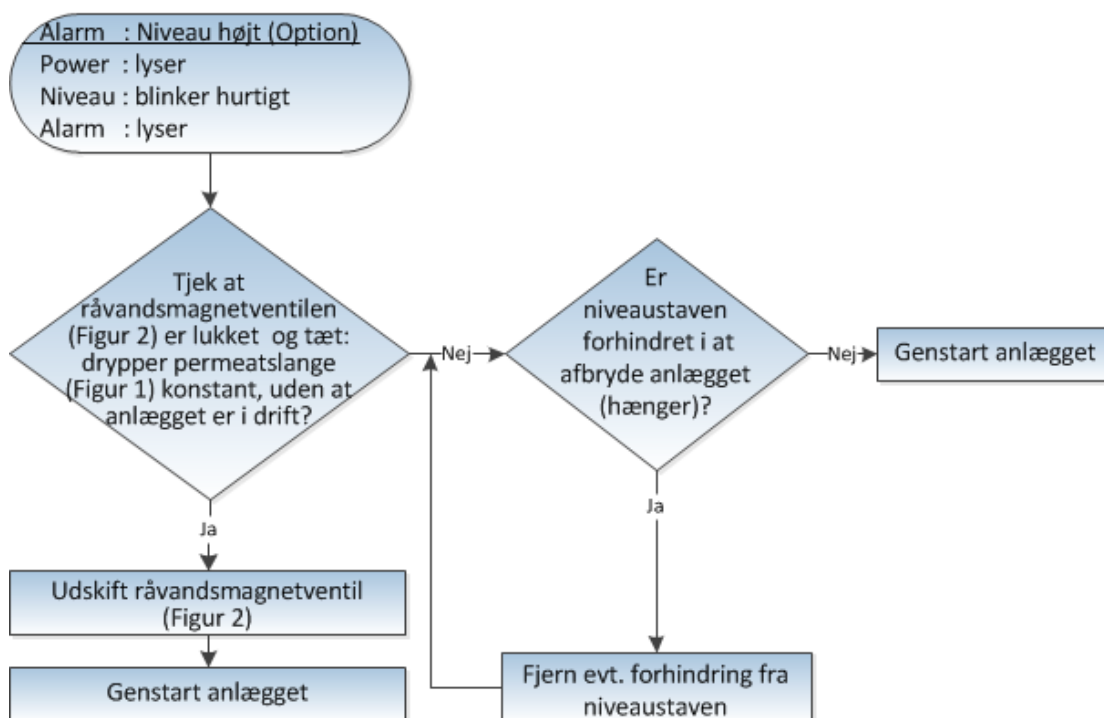 Alarm : Niveau højt (Option)
Power : lyser
Niveau : blinker hurtigt
Alarm : lyser
Tjek at
råvandsmagnetventilen
(Figur 2) er lukket og tæt:
drypper permeatslange
(Figur 1) konstant, uden at
anlægget er i drift?
Nej
Er
niveaustaven
forhindret i at
afbryde anlægget
(hænger)?
Nej
Genstart anlægget
Ja
Udskift råvandsmagnetventil
(Figur 2)
Genstart anlægget
Ja
Fjern evt. forhindring fra
niveaustaven